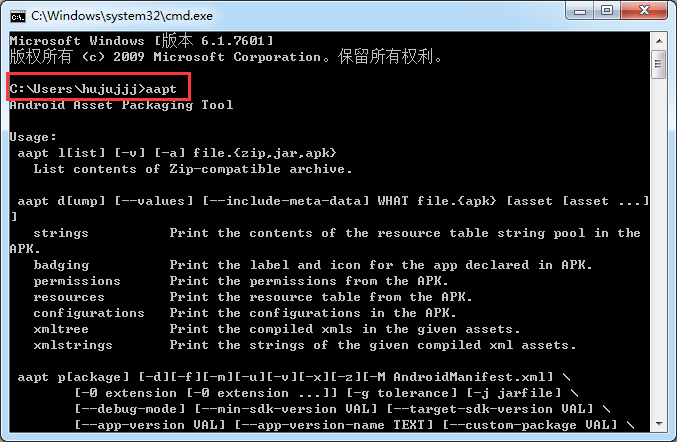 C:\Windows\system32\cmd.exe
Microsoft Windows [版本 6.1.7601]
版权所有 (c) 2009 Microsoft Corporation。保留所有权利。
C:\Users\hujujjj>aapt
Android Asset Packaging Tool
Usage:
aapt l[ist] [-v] [-a] file.{zip,jar,apk}
List contents of Zip-compatible archive.
aapt d[ump] [--values] [--include-meta-data] WHAT file.{apk} [asset [asset ...]
]
strings Print the contents of the resource table string pool in the
APK.
badging Print the label and icon for the app declared in APK.
permissions Print the permissions from the APK.
resources Print the resource table from the APK.
configurations Print the configurations in the APK.
xmltree Print the compiled xmls in the given assets.
xmlstrings Print the strings of the given compiled xml assets.
aapt p[ackage] [-d][-f][-m][-u][-v][-x][-z][-M AndroidManifest.xml] \
[-0 extension [-0 extension ...]] [-g tolerance] [-j jarfile] \
[--debug-mode] [--min-sdk-version VAL] [--target-sdk-version VAL] \
[--app-version VAL] [--app-version-name TEXT] [--custom-package VAL] \